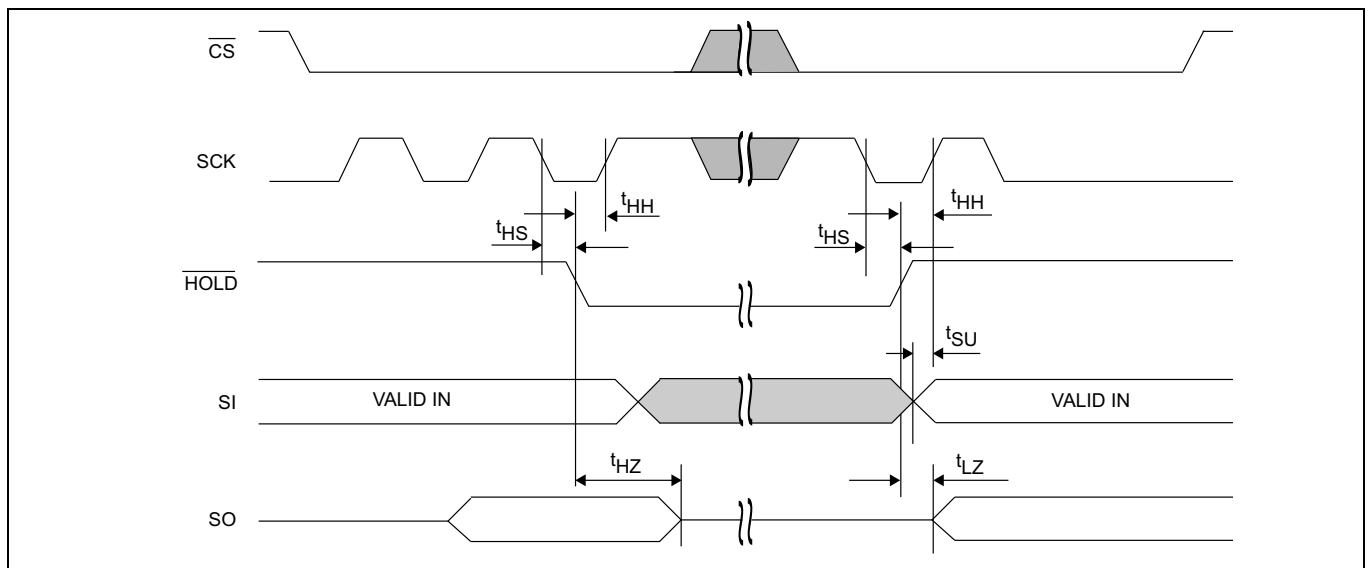 CS
SCK
tHH
tHH
tHS
tHS
HOLD
tSU
SI
VALID IN
VALID IN
tHZ
tLZ
SO